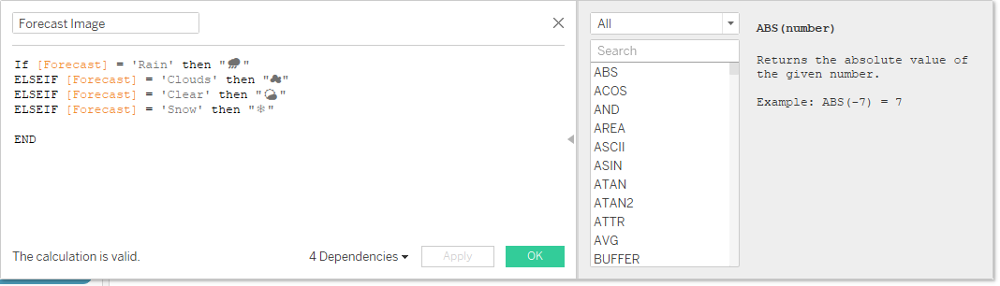 Forecast Image
If [Forecast] = 'Rain' then "🌧"
ELSEIF [Forecast] = 'Clouds' then "☁"
ELSEIF [Forecast] = 'Clear' then "🌤"
ELSEIF [Forecast] = 'Snow' then "❄"
END
The calculation is valid.
4 Dependencies
Apply
OK
All
Search
ABS
ACOS
AND
AREA
ASCII
ASIN
ATAN
ATAN2
ATTR
AVG
BUFFER
ABS(number)
Returns the absolute value of
the given number.
Example: ABS(-7) = 7